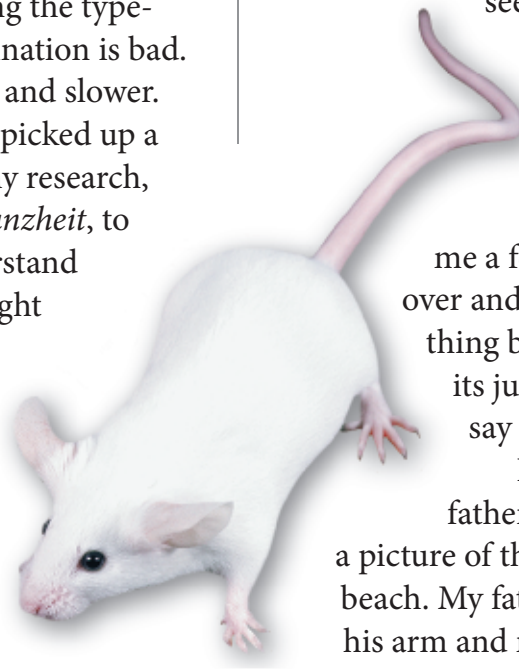 ng the type-
nation is bad.
and slower.
picked up a
y research,
anzheit, to
rstand
ght
see
me a f
over and
thing b
its ju
say
father
a picture of th
beach. My fat
his arm and